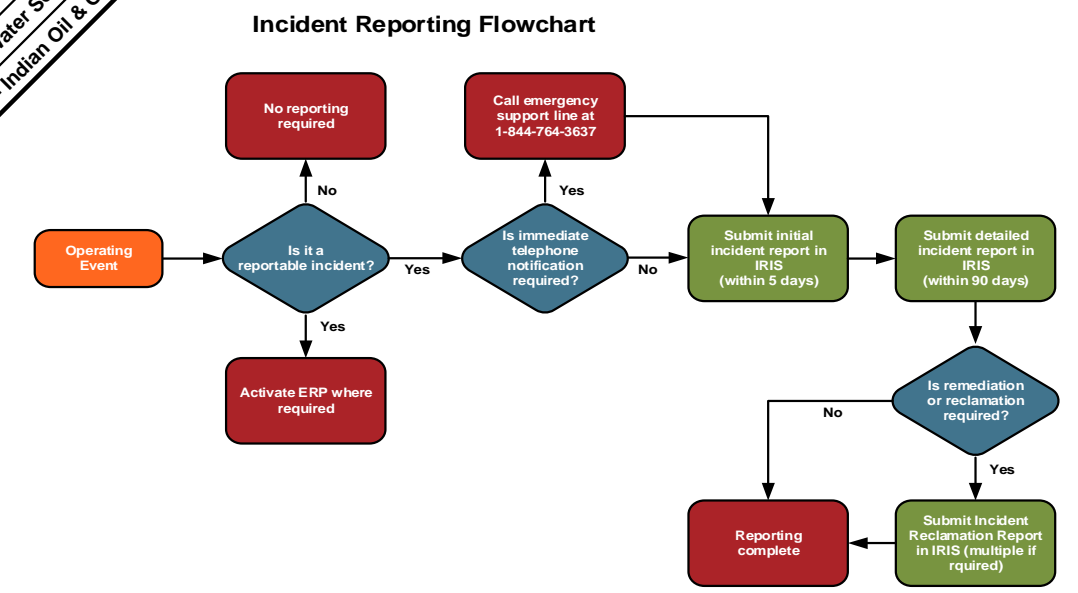 Water
Indian Oil &
Incident Reporting Flowchart
No reporting
required
Call emergency
support line at
1-844-764-3637
No
Yes
Operating
Event
Is it a
reportable incident?
Yes
Is immediate
telephone
notification
required?
No
Submit initial
incident report in
IRIS
(within 5 days)
Submit detailed
incident report in
IRIS
(within 90 days)
Yes
Activate ERP where
required
Is remediation
or reclamation
required?
No
Yes
Reporting
complete
Submit Incident
Reclamation Report
in IRIS (multiple if
rquired)